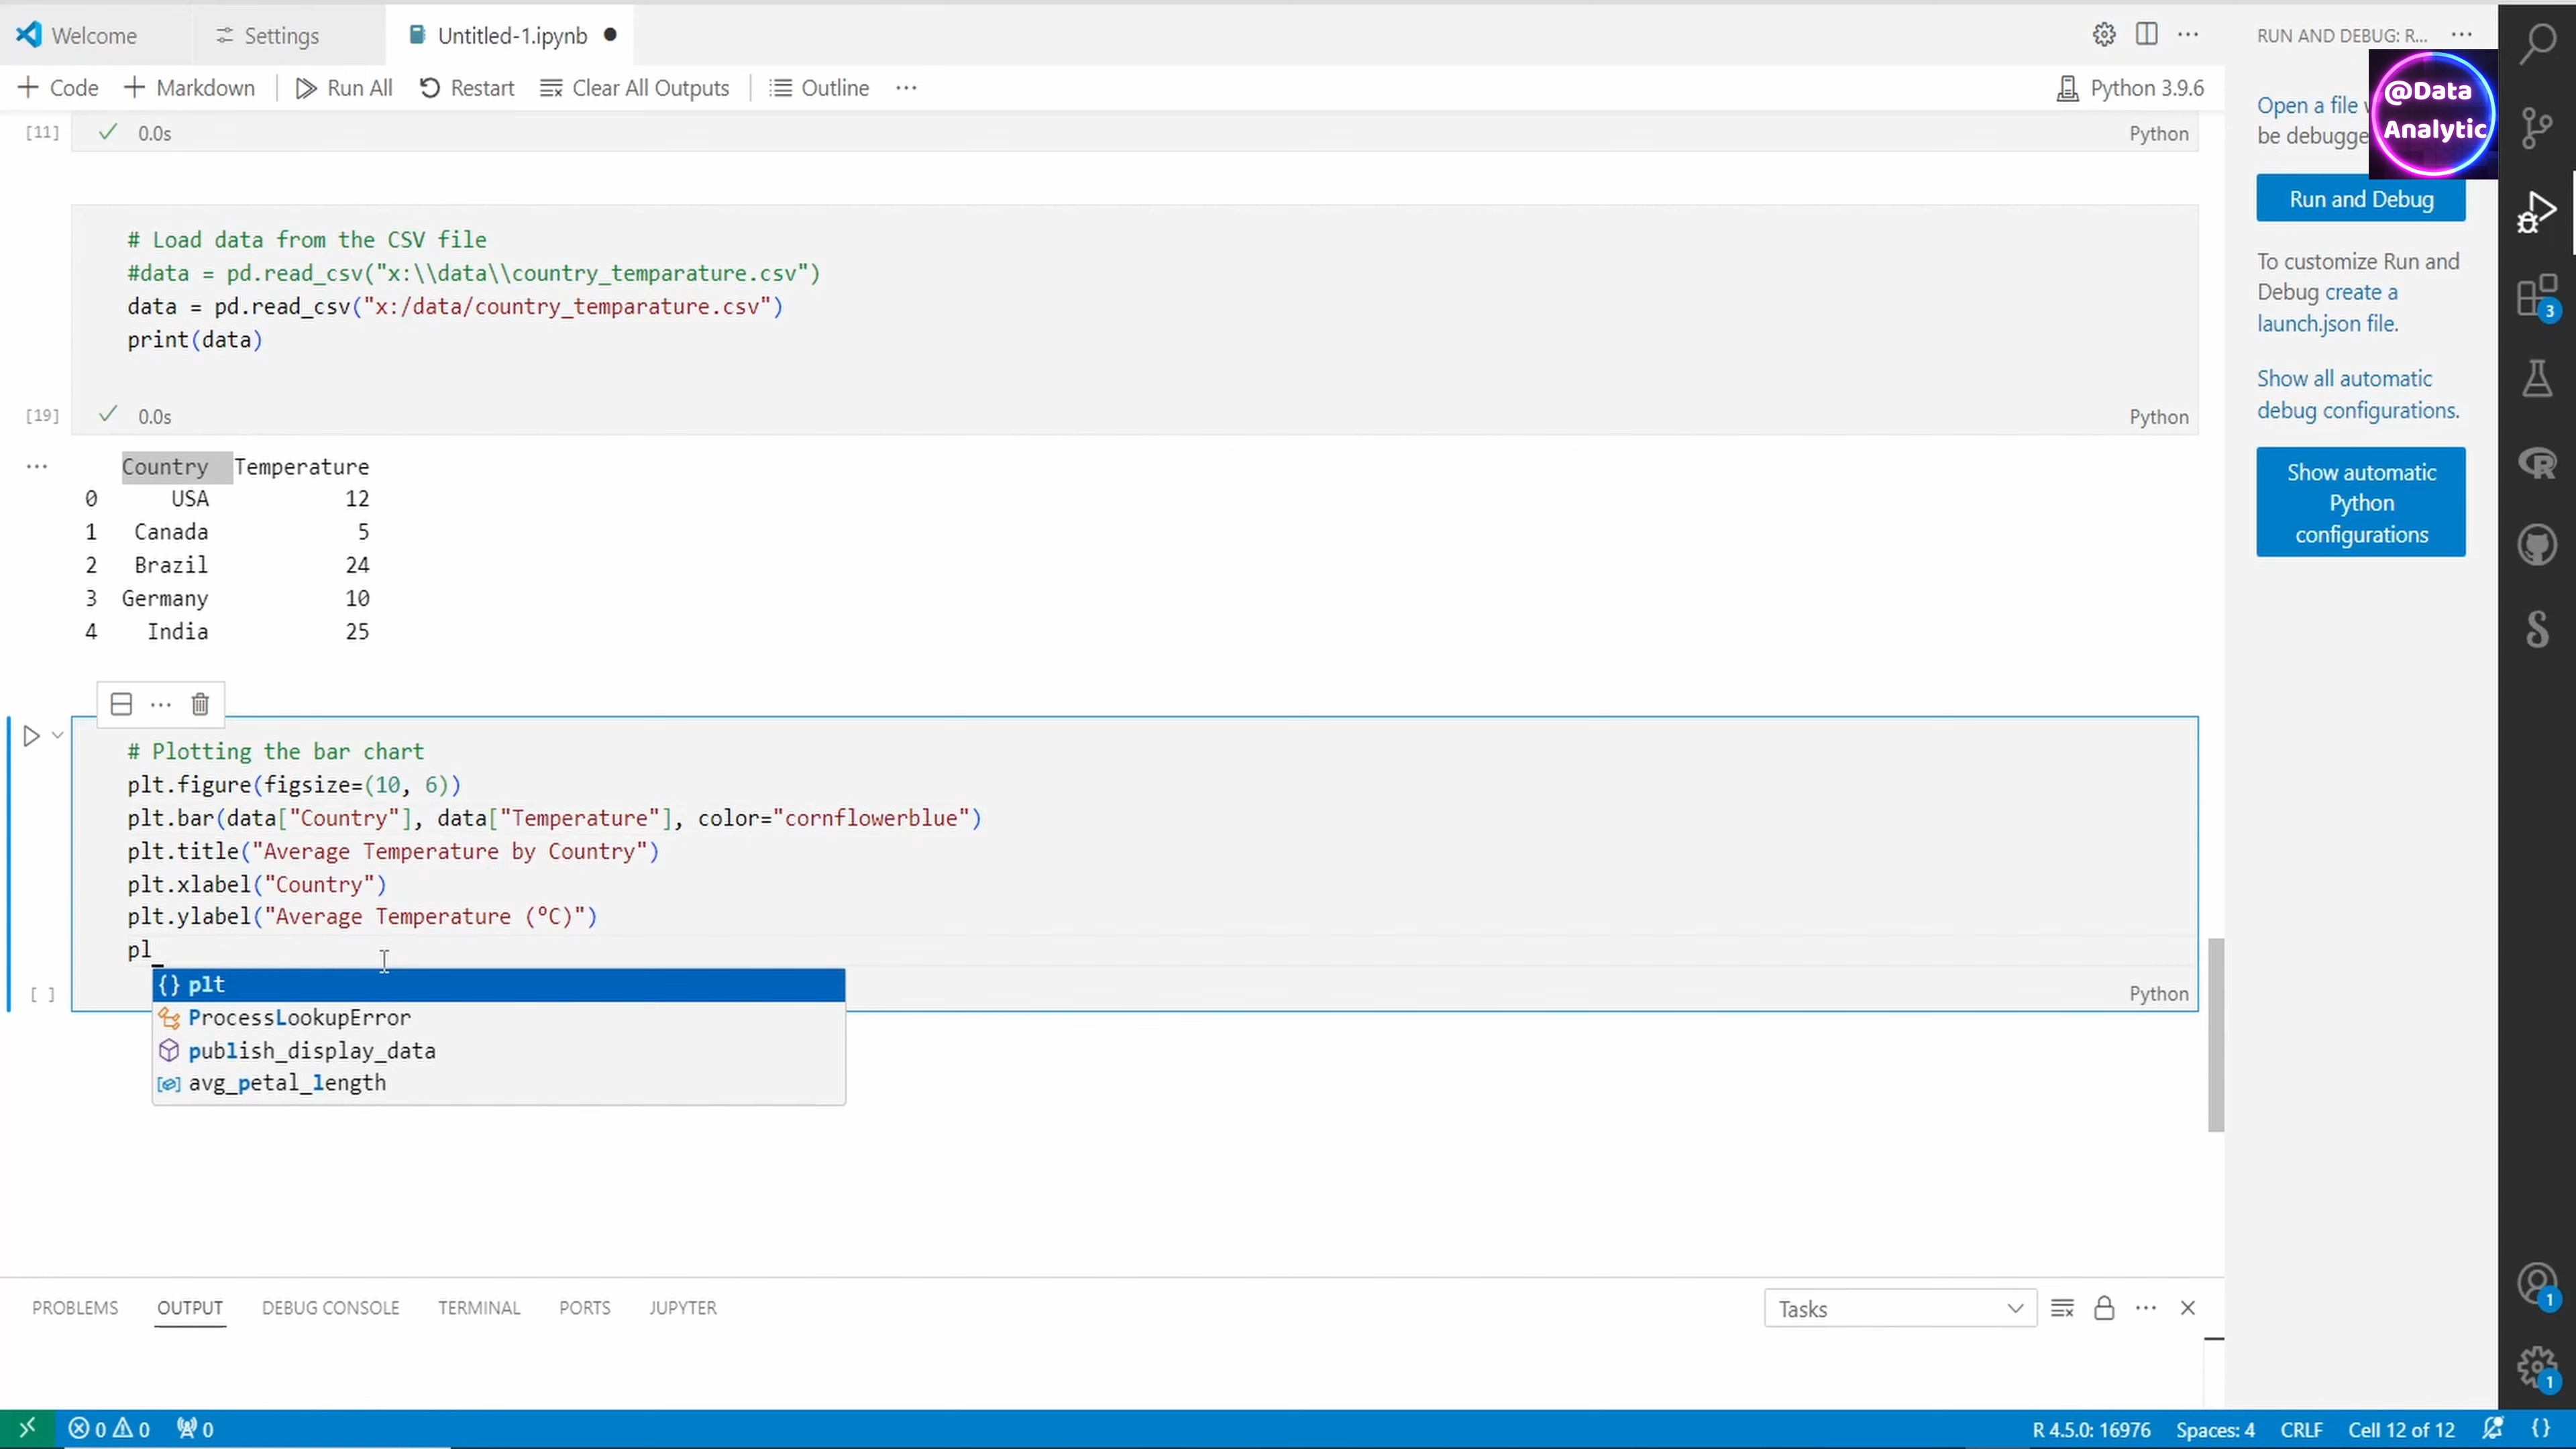 Welcome
Settings
Untitled-1.ipynb
RUN AND DEBUG: R...
Code
Markdown
Run All
Restart
Clear All Outputs
Outline
Python 3.9.6
@Data
Analytic
Open a file
be debugge
[11] 0.0s Python
Run and Debug
# Load data from the CSV file
#data = pd.read_csv("x:\\data\\country_temparature.csv")
data = pd.read_csv("x:/data/country_temparature.csv")
print(data)
To customize Run and
Debug create a
launch.json file.
[19] 0.0s Python
Show all automatic
debug configurations.
Show automatic
Python
configurations
Country Temperature
0 USA 12
1 Canada 5
2 Brazil 24
3 Germany 10
4 India 25
# Plotting the bar chart
plt.figure(figsize=(10, 6))
plt.bar(data["Country"], data["Temperature"], color="cornflowerblue")
plt.title("Average Temperature by Country")
plt.xlabel("Country")
plt.ylabel("Average Temperature (°C)")
pl
{} plt
ProcessLookupError
publish_display_data
avg_petal_length
[ ] Python
3
PROBLEMS
OUTPUT
DEBUG CONSOLE
TERMINAL
PORTS
JUPYTER
Tasks
1
1
0 0 0
R 4.5.0: 16976
Spaces: 4
CRLF
Cell 12 of 12
{}